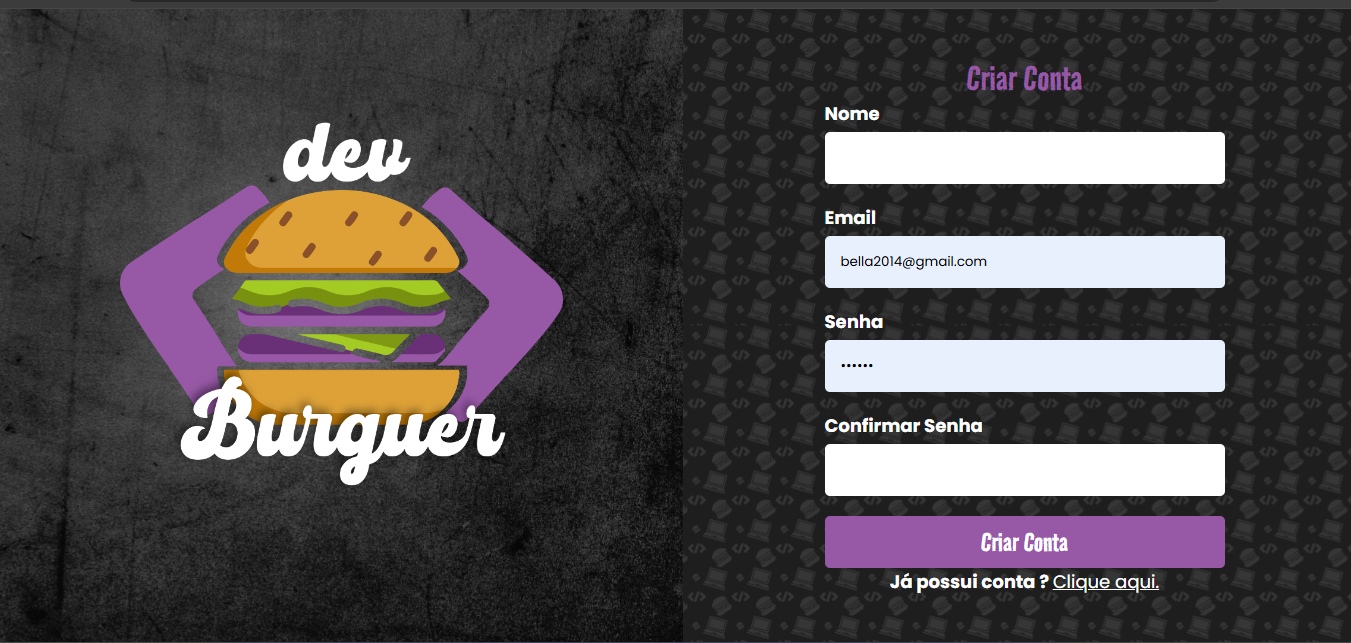 dev
Burguer
Criar Conta
Nome
Email
bella2014@gmail.com
Senha
••••••
Confirmar Senha
Criar Conta
Já possui conta ? Clique aqui.